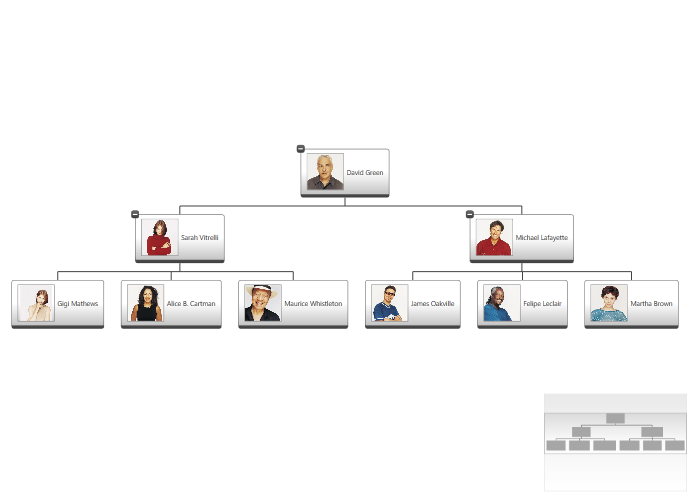 David Green
Sarah Vitrelli
Michael Lafayette
Gigi Mathews
Alice B. Cartman
Maurice Whistleton
James Oakville
Felipe Leclair
Martha Brown